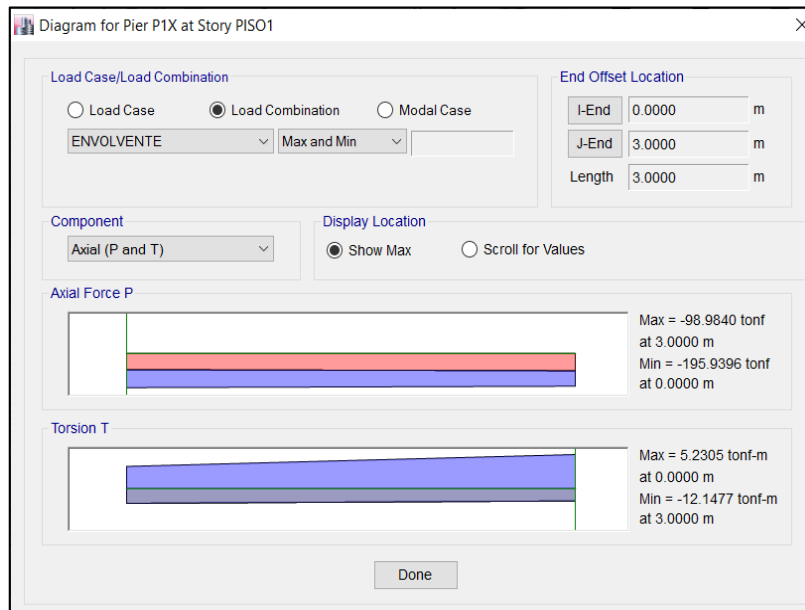 Diagram for Pier P1X at Story PISO1
Load Case/Load Combination
Load Case Load Combination Modal Case
ENVOLVENTE Max and Min
End Offset Location
I-End 0.0000 m
J-End 3.0000 m
Length 3.0000 m
Component
Axial (P and T)
Display Location
Show Max Scroll for Values
Axial Force P
Max = -98.9840 tonf
at 3.0000 m
Min = -195.9396 tonf
at 0.0000 m
Torsion T
Max = 5.2305 tonf-m
at 0.0000 m
Min = -12.1477 tonf-m
at 3.0000 m
Done